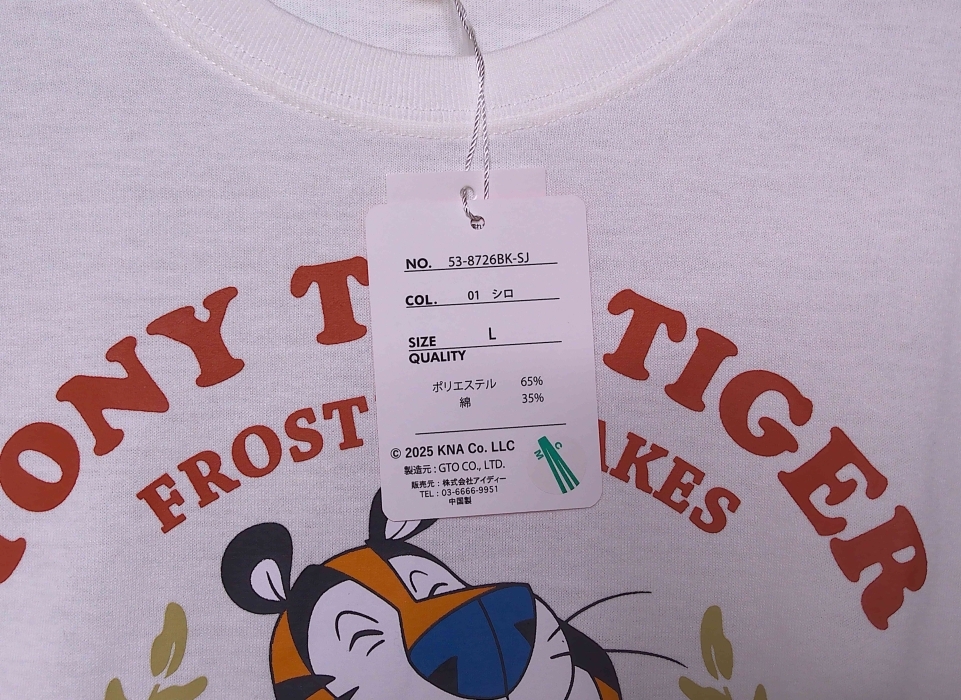 TONY T TIGER
FROST AKES
NO. 53-8726BK-SJ
COL. 01 シロ
SIZE L
QUALITY
ポリエステル 65%
綿 35%
© 2025 KNA Co. LLC
製造元 : GTO CO., LTD.
販売元 : 株式会社アイディー
TEL : 03-6666-9951
中国製
G
M